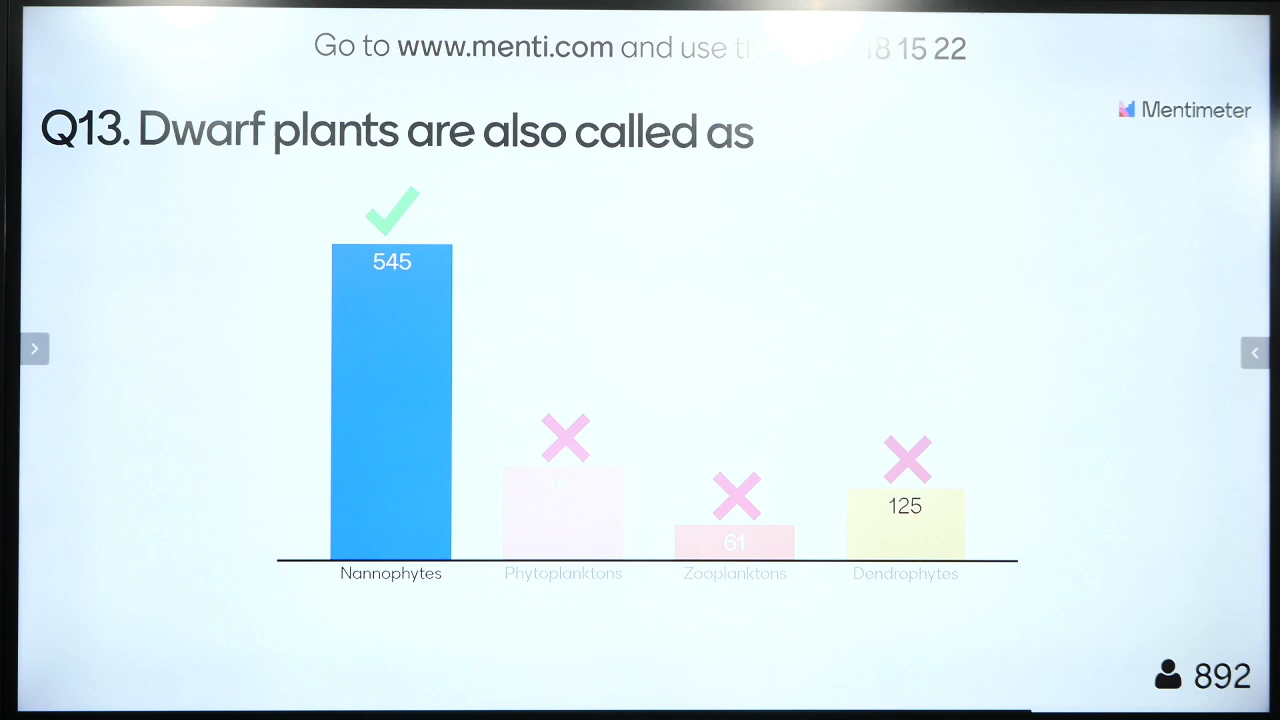 Go to www.menti.com and use 18 15 22
Mentimeter
Q13. Dwarf plants are also called as
545
61
125
Nannophytes
Phytoplanktons
Zooplanktons
Dendrophytes
892